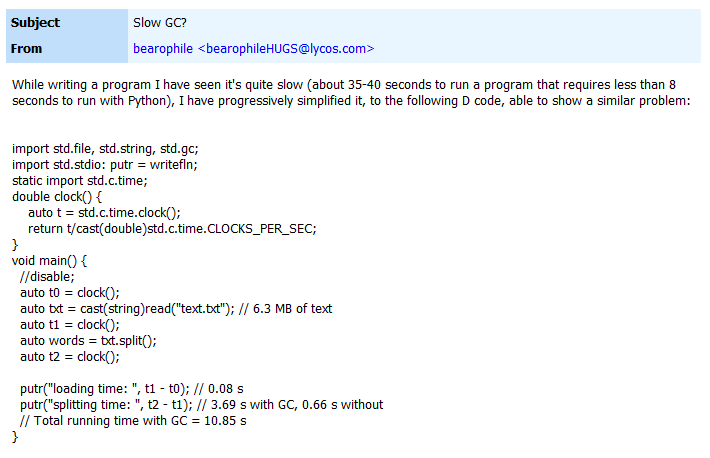 Subject Slow GC?
From bearophile <bearophileHUGS@lycos.com>
While writing a program I have seen it's quite slow (about 35-40 seconds to run a program that requires less than 8
seconds to run with Python), I have progressively simplified it, to the following D code, able to show a similar problem:
import std.file, std.string, std.gc;
import std.stdio: putr = writefln;
static import std.c.time;
double clock() {
    auto t = std.c.time.clock();
    return t/cast(double)std.c.time.CLOCKS_PER_SEC;
}
void main() {
  //disable;
  auto t0 = clock();
  auto txt = cast(string)read("text.txt"); // 6.3 MB of text
  auto t1 = clock();
  auto words = txt.split();
  auto t2 = clock();
  putr("loading time: ", t1 - t0); // 0.08 s
  putr("splitting time: ", t2 - t1); // 3.69 s with GC, 0.66 s without
  // Total running time with GC = 10.85 s
}